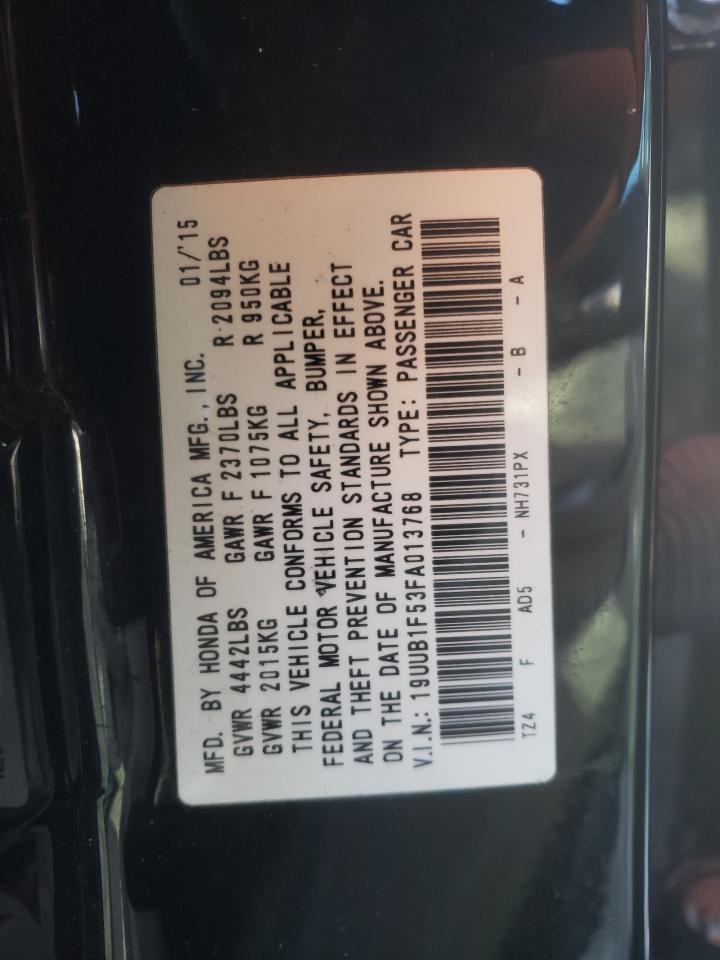 MFD. BY HONDA OF AMERICA MFG., INC. 01/'15
GVWR 4442LBS GAWR F 2370LBS R 2094LBS
GVWR 2015KG GAWR F 1075KG R 950KG
THIS VEHICLE CONFORMS TO ALL APPLICABLE
FEDERAL MOTOR VEHICLE SAFETY, BUMPER,
AND THEFT PREVENTION STANDARDS IN EFFECT
ON THE DATE OF MANUFACTURE SHOWN ABOVE.
V.I.N.: 19UUB1F53FA013768 TYPE: PASSENGER CAR
TZ4 F AD5 - NH731PX - B - A